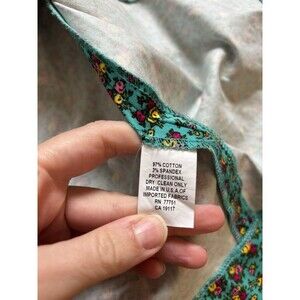 97% COTTON
3% SPANDEX
PROFESSIONAL
DRY CLEAN ONLY
MADE IN U.S.A.OF
IMPORTED FABRICS
RN 77751
CA 19117